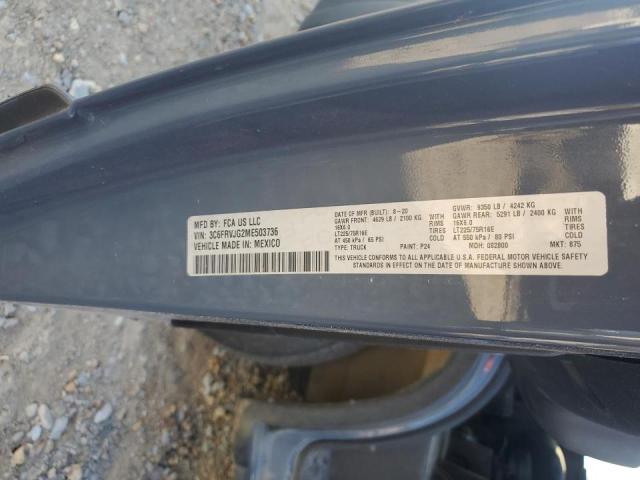 MFD BY: FCA US LLC
VIN: 3C6FRVJG2ME503736
VEHICLE MADE IN: MEXICO
DATE OF MFR (BUILT): 8-20 GVWR: 9350 LB / 4242 KG
GAWR FRONT: 4629 LB / 2100 KG WITH GAWR REAR: 5291 LB / 2400 KG WITH
16X6.0 RIMS 16X6.0 RIMS
LT225/75R16E TIRES LT225/75R16E TIRES
AT 450 kPa / 65 PSI COLD AT 550 kPa / 80 PSI COLD
TYPE: TRUCK PAINT: P24 MDH: 082800 MKT: 875
THIS VEHICLE CONFORMS TO ALL APPLICABLE U.S.A. FEDERAL MOTOR VEHICLE SAFETY
STANDARDS IN EFFECT ON THE DATE OF MANUFACTURE SHOWN ABOVE.